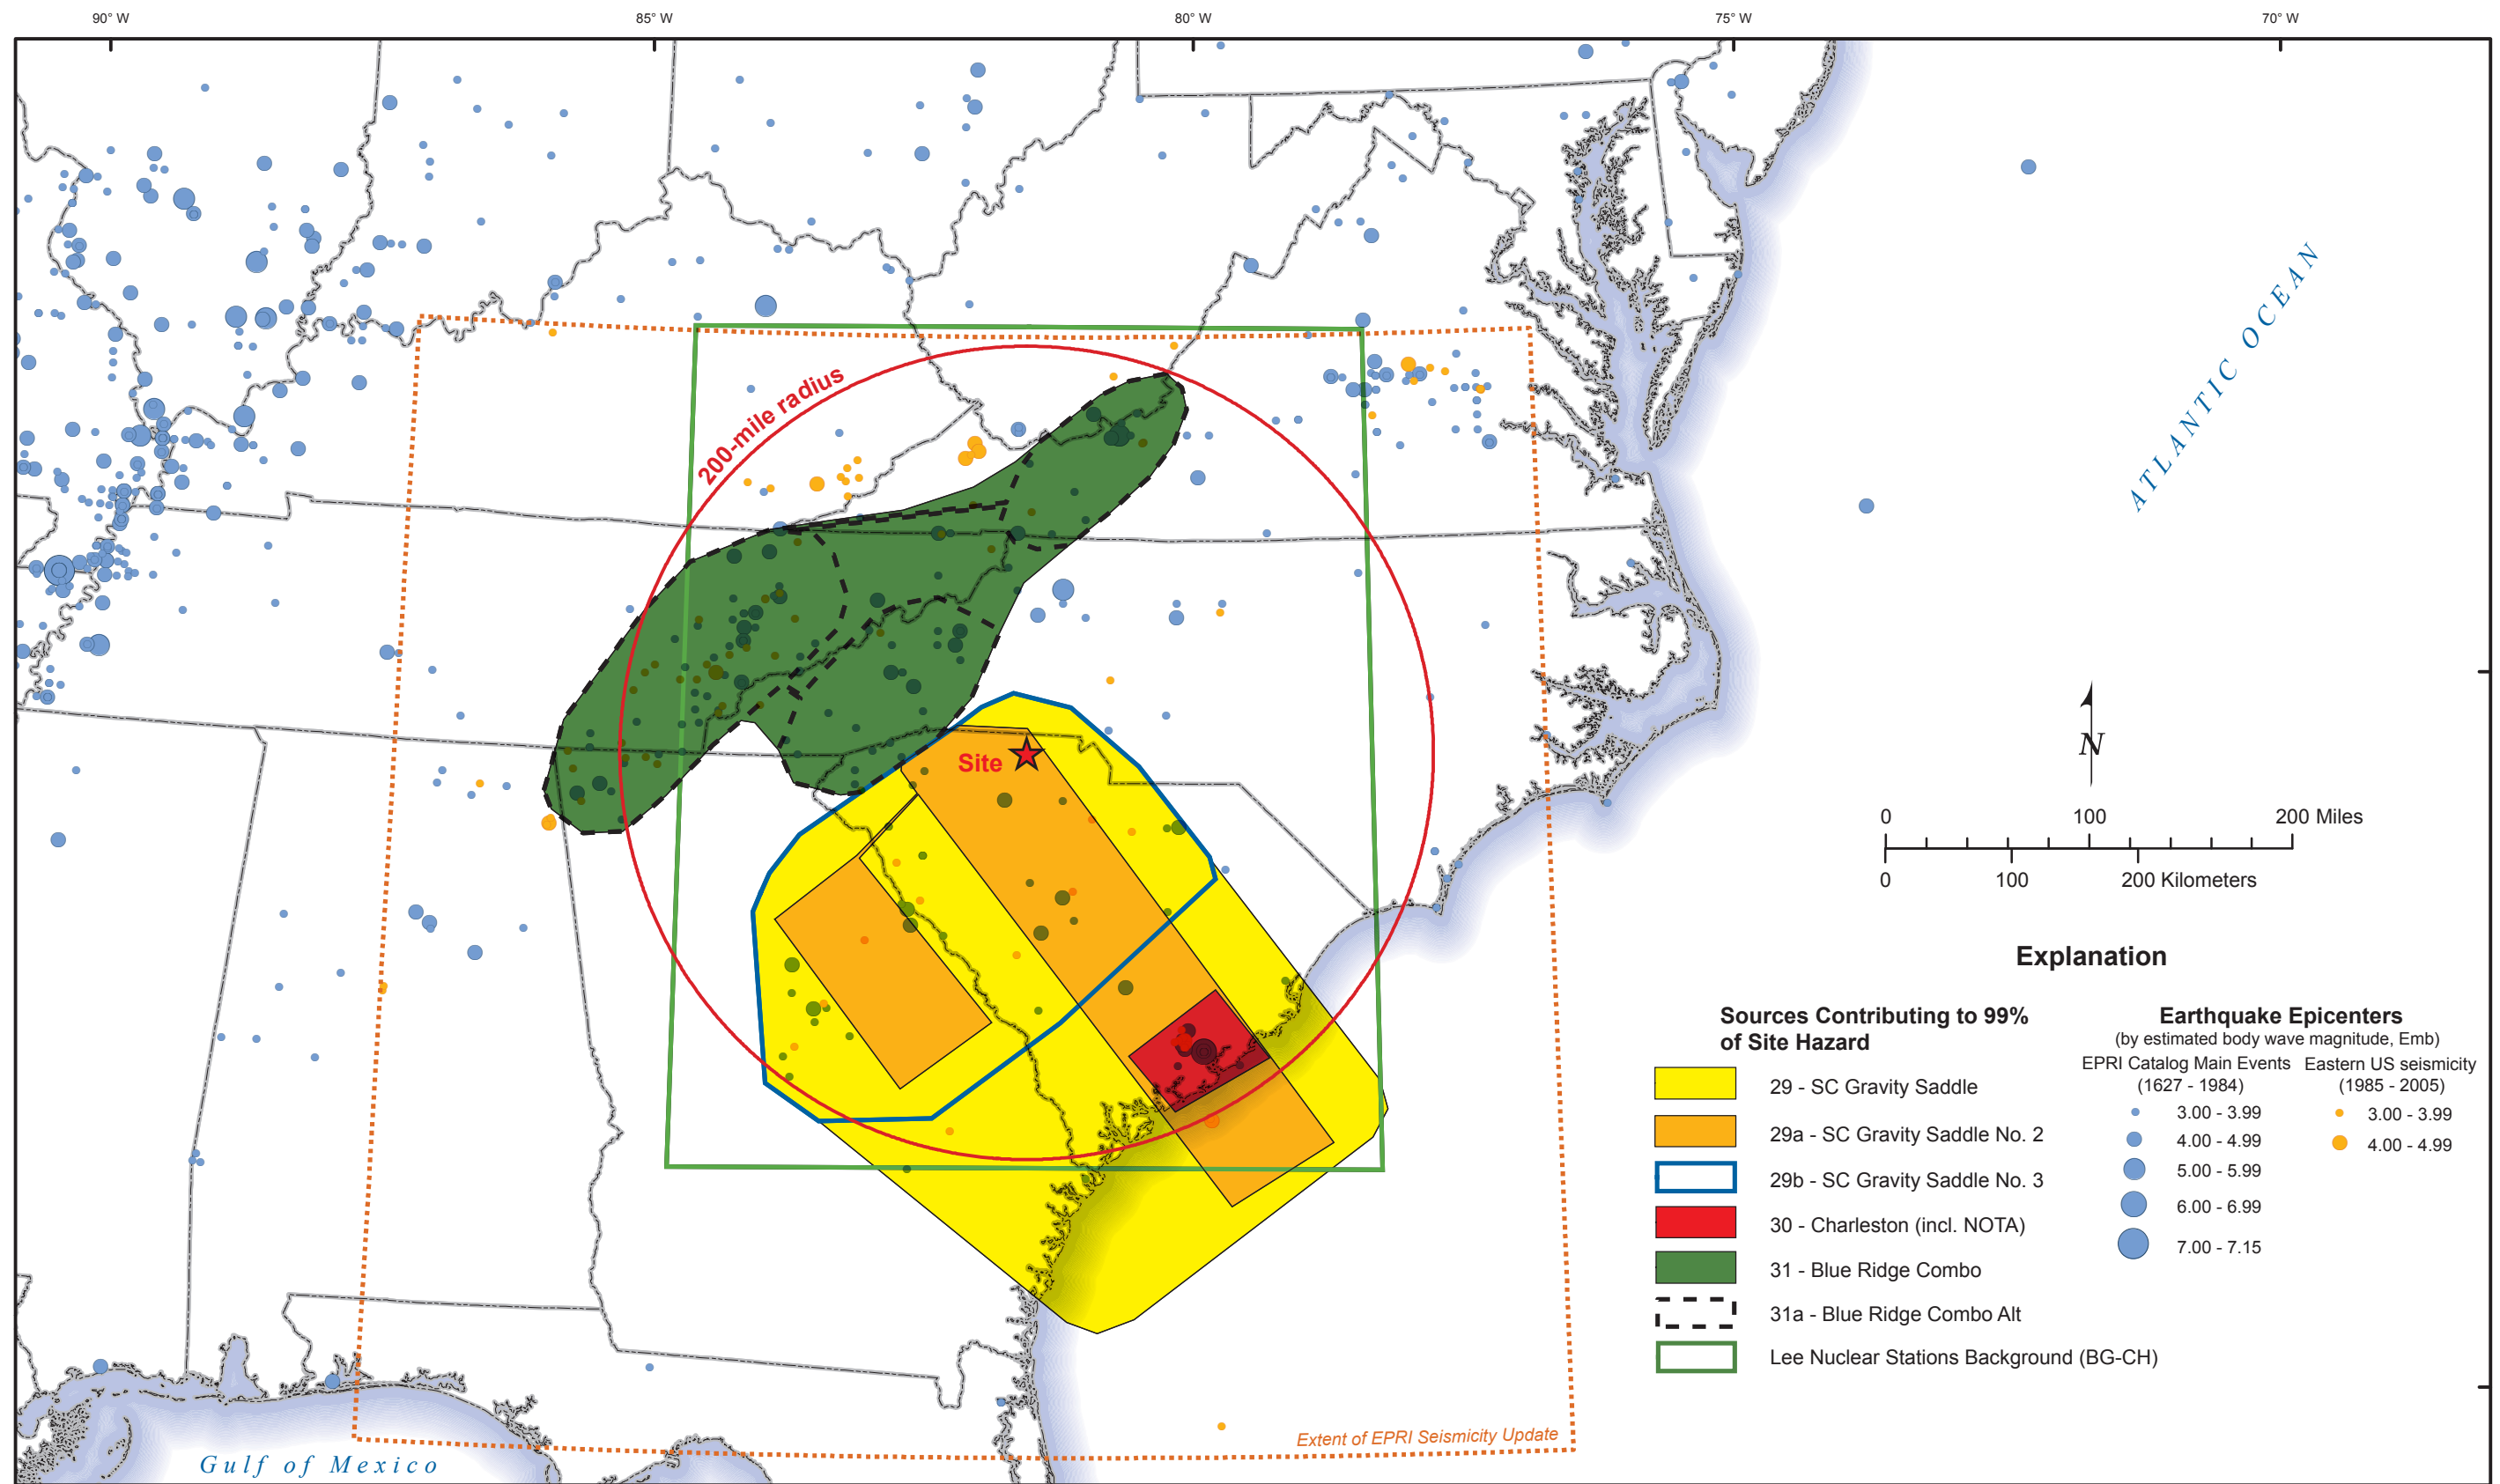 90° W
85° W
80° W
75° W
70° W
ATLANTIC OCEAN
200-mile radius
Site
N
0 100 200 Miles
0 100 200 Kilometers
Explanation
Sources Contributing to 99%
of Site Hazard
29 - SC Gravity Saddle
29a - SC Gravity Saddle No. 2
29b - SC Gravity Saddle No. 3
30 - Charleston (incl. NOTA)
31 - Blue Ridge Combo
31a - Blue Ridge Combo Alt
Lee Nuclear Stations Background (BG-CH)
Earthquake Epicenters
(by estimated body wave magnitude, Emb)
EPRI Catalog Main Events
(1627 - 1984)
3.00 - 3.99
4.00 - 4.99
5.00 - 5.99
6.00 - 6.99
7.00 - 7.15
Eastern US seismicity
(1985 - 2005)
3.00 - 3.99
4.00 - 4.99
Extent of EPRI Seismicity Update
Gulf of Mexico